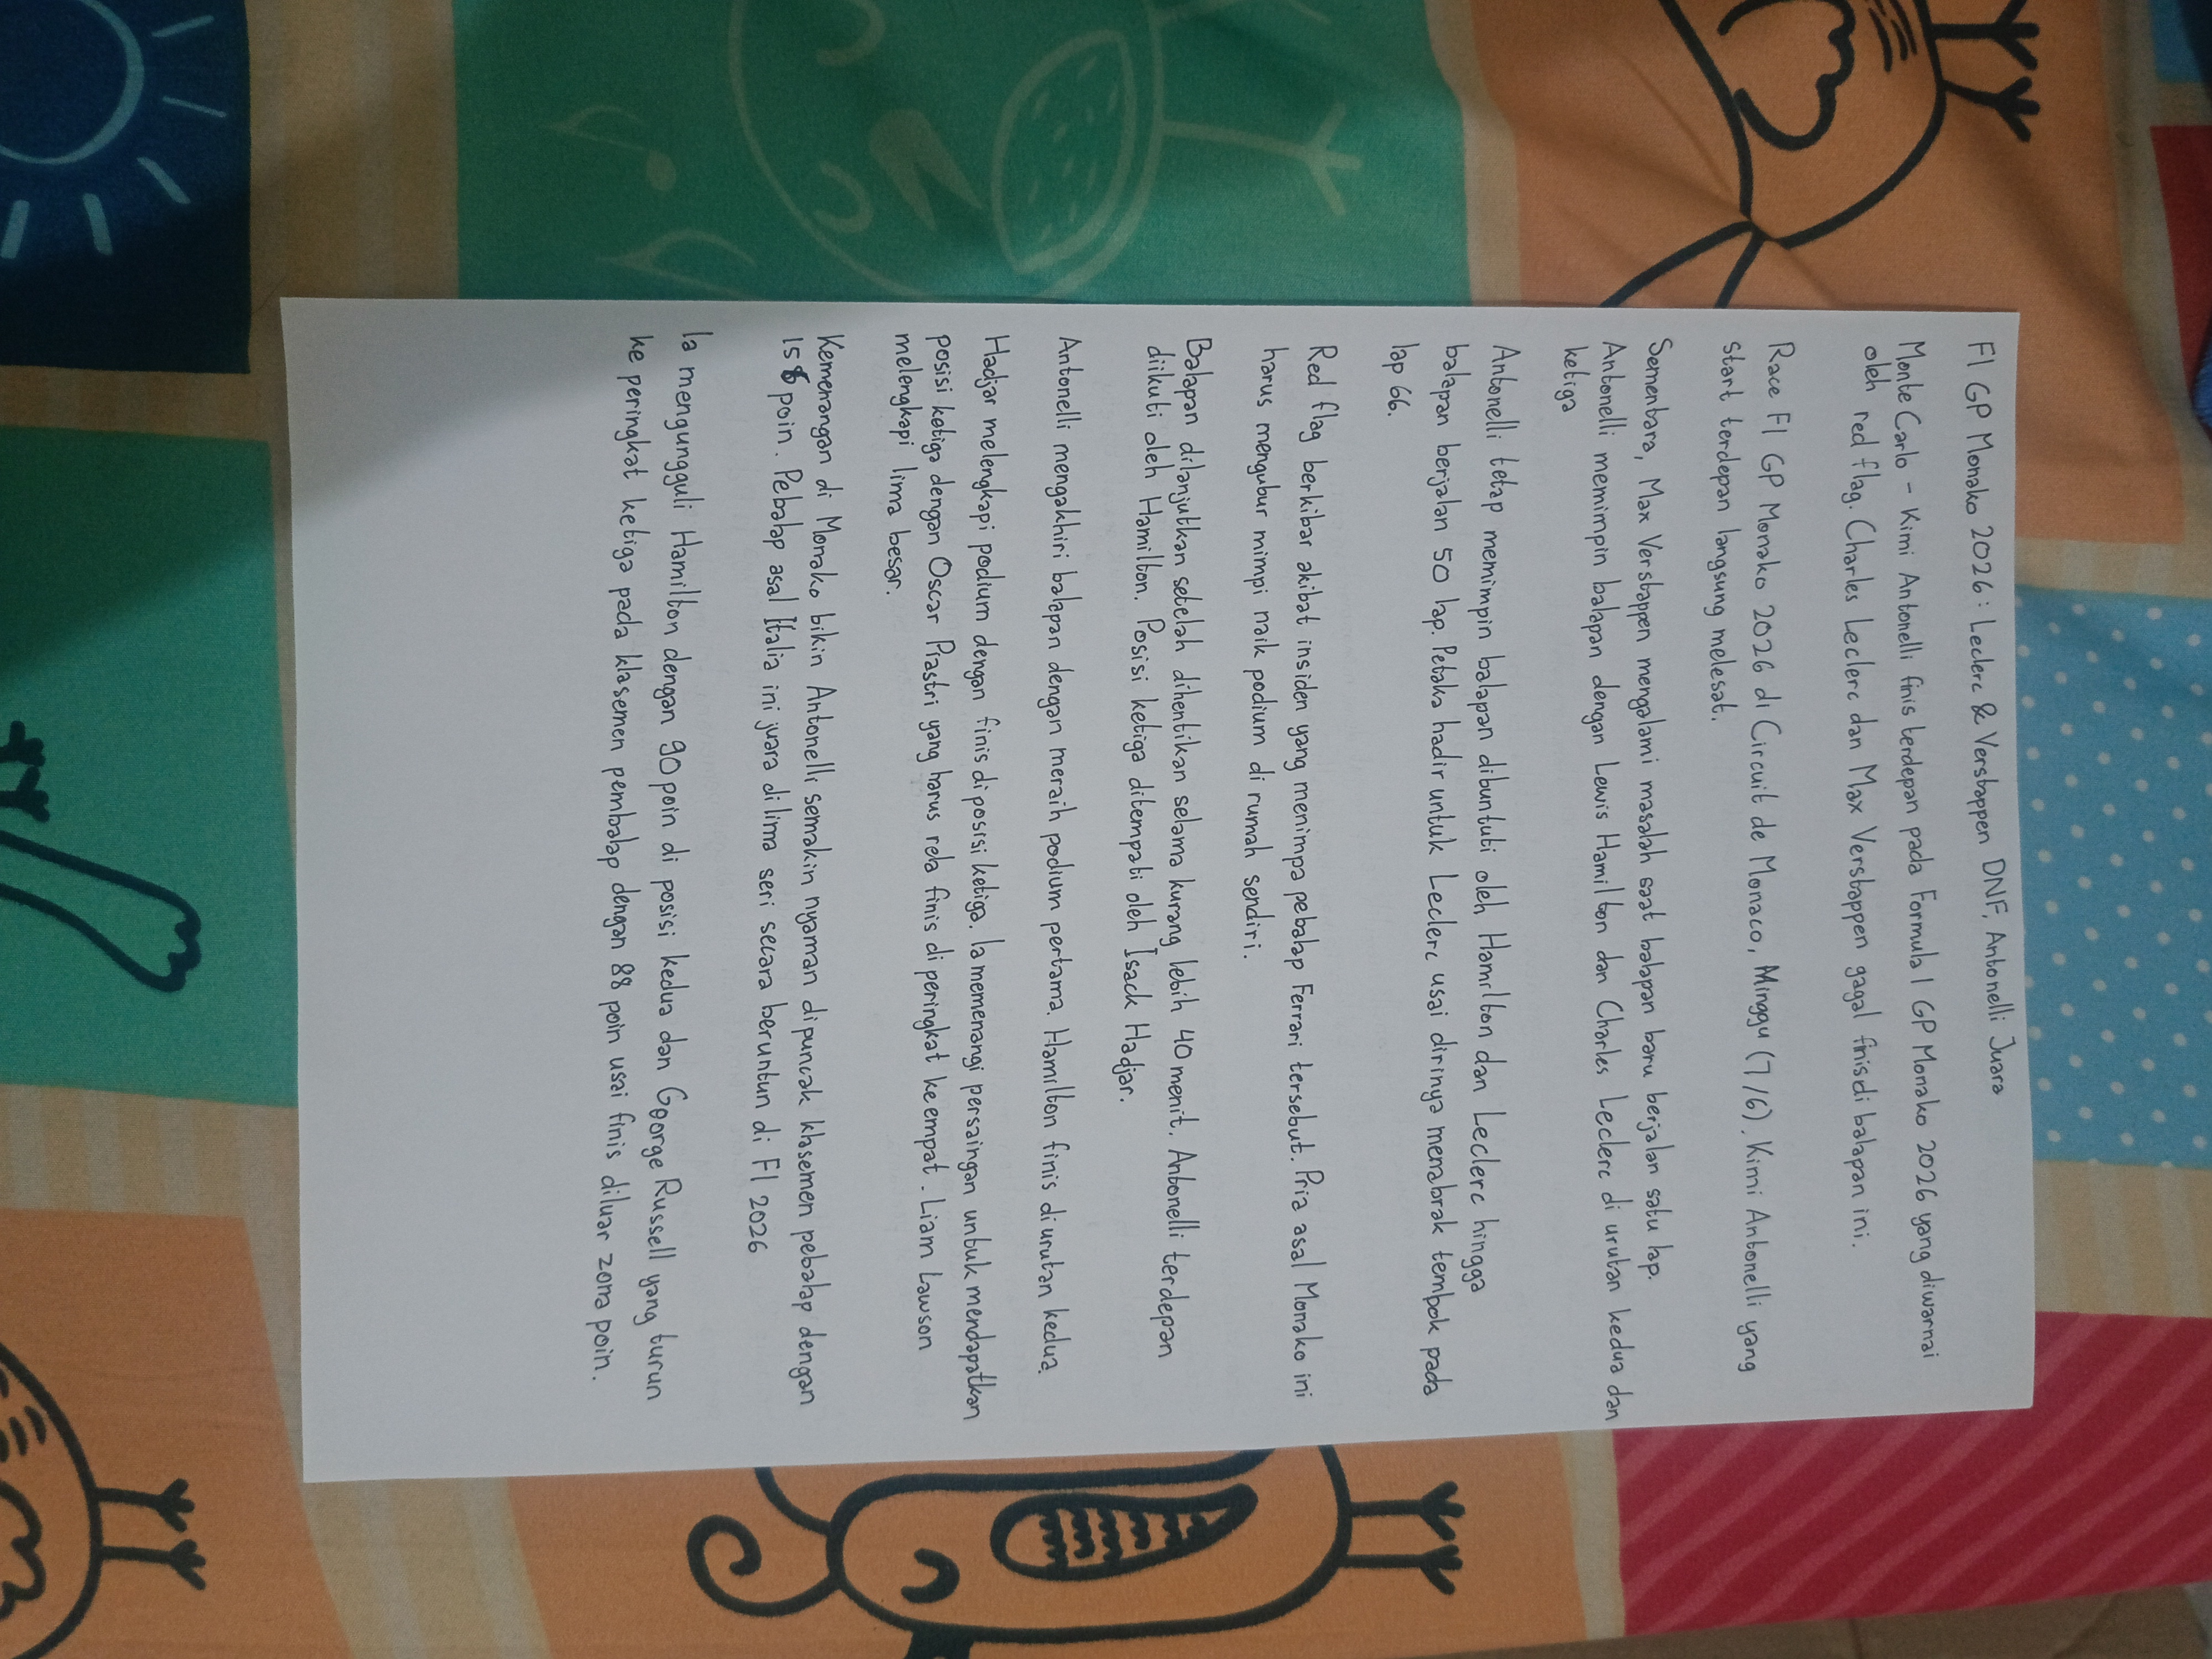 F1 GP Monako 2026: Leclerc & Verstappen DNF, Antonelli Juara
Monte Carlo - Kimi Antonelli finis terdepan pada Formula 1 GP Monako 2026 yang diwarnai
oleh red flag. Charles Leclerc dan Max Verstappen gagal finis di balapan ini.
Race F1 GP Monako 2026 di Circuit de Monaco, Minggu (7/6). Kimi Antonelli yang
start terdepan langsung melesat.
Sementara, Max Verstappen mengalami masalah saat balapan baru berjalan satu lap.
Antonelli memimpin balapan dengan Lewis Hamilton dan Charles Leclerc di urutan kedua dan
ketiga
Antonelli tetap memimpin balapan dibuntuti oleh Hamilton dan Leclerc hingga
balapan berjalan 50 lap. Petaka hadir untuk Leclerc usai dirinya menabrak tembok pada
lap 66.
Red flag berkibar akibat insiden yang menimpa pebalap Ferrari tersebut. Pria asal Monako ini
harus mengubur mimpi naik podium di rumah sendiri.
Balapan dilanjutkan setelah dihentikan selama kurang lebih 40 menit. Antonelli terdepan
diikuti oleh Hamilton. Posisi ketiga ditempati oleh Isack Hadjar.
Antonelli mengakhiri balapan dengan meraih podium pertama. Hamilton finis di urutan kedua.
Hadjar melengkapi podium dengan finis di posisi ketiga. Ia memenangi persaingan untuk mendapatkan
posisi ketiga dengan Oscar Piastri yang harus rela finis di peringkat keempat. Liam Lawson
melengkapi lima besar.
Kemenangan di Monako bikin Antonelli semakin nyaman di puncak klasemen pebalap dengan
poin. Pebalap asal Italia ini juara di lima seri secara beruntun di F1 2026
Ia mengungguli Hamilton dengan 90 poin di posisi kedua dan George Russell yang turun
ke peringkat ketiga pada klasemen pembalap dengan 88 poin usai finis diluar zona poin.